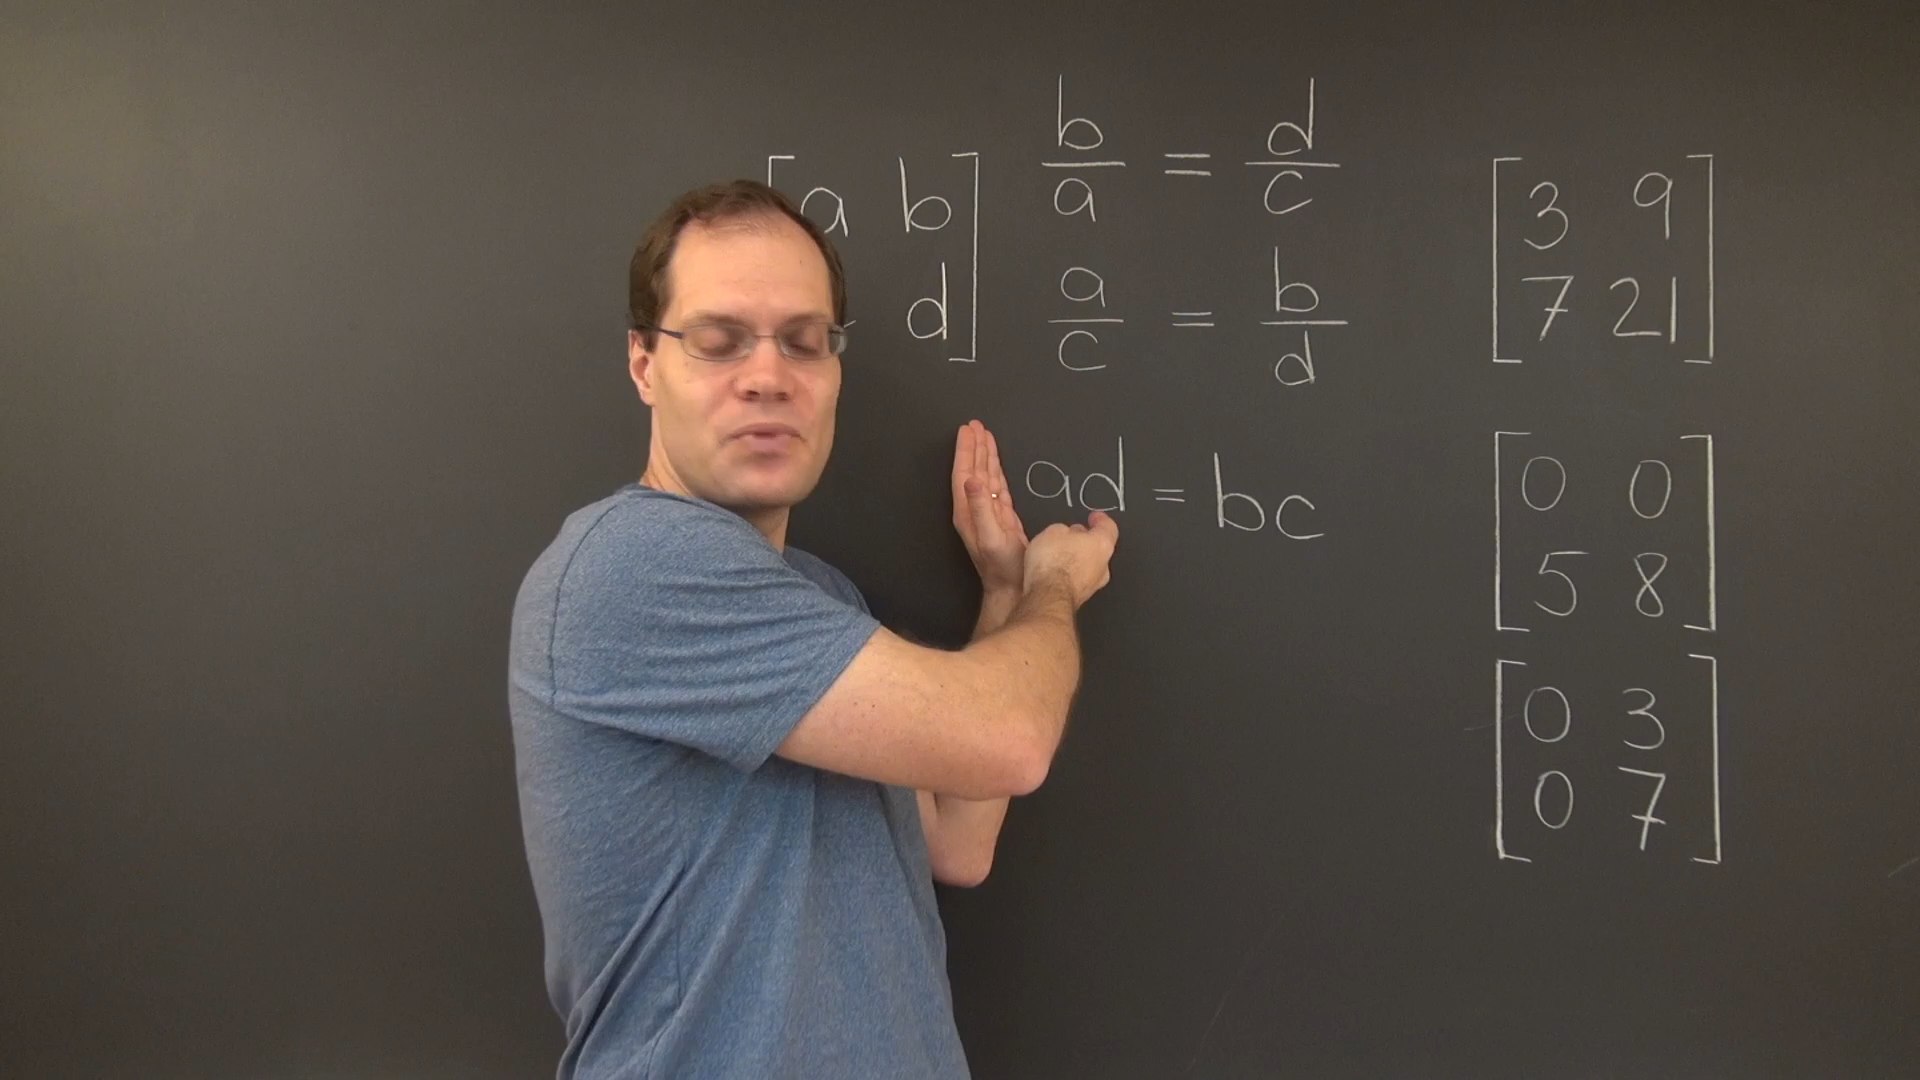 a b
d
b/a = d/c
a/c = b/d
ad = bc
3 9
7 21
0 0
5 8
0 3
0 7